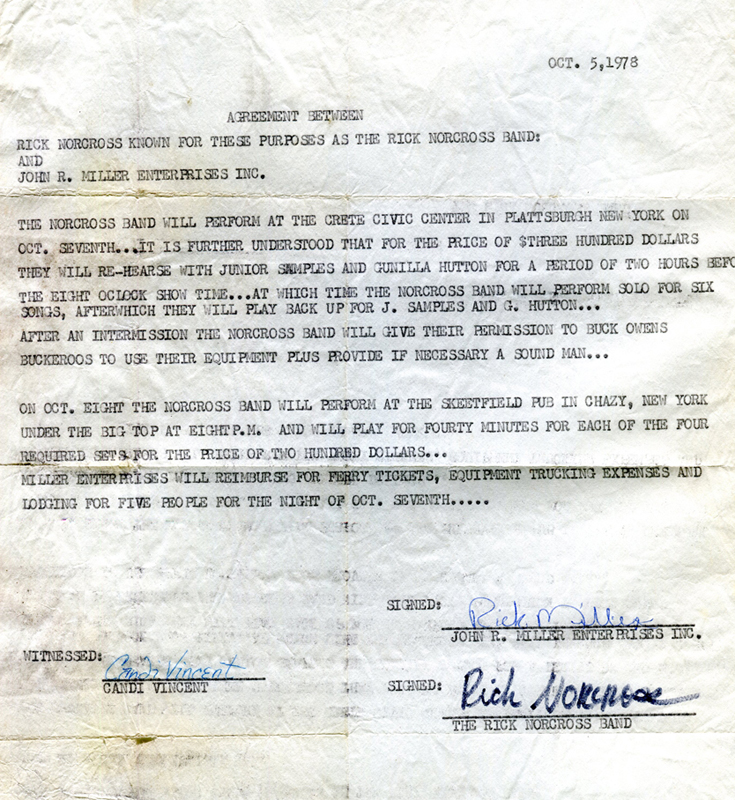 OCT. 5,1978
AGREEMENT BETWEEN
RICK NORCROSS KNOWN FOR THESE PURPOSES AS THE RICK NORCROSS BAND:
AND
JOHN R. MILLER ENTERPRISES INC.
THE NORCROSS BAND WILL PERFORM AT THE CRETE CIVIC CENTER IN PLATTSBURGH NEW YORK ON
OCT. SEVENTH...IT IS FURTHER UNDERSTOOD THAT FOR THE PRICE OF $THREE HUNDRED DOLLARS
THEY WILL RE-HEARSE WITH JUNIOR SAMPLES AND GUNILLA HUTTON FOR A PERIOD OF TWO HOURS BEFO
THE EIGHT OCLOCK SHOW TIME...AT WHICH TIME THE NORCROSS BAND WILL PERFORM SOLO FOR SIX
SONGS, AFTERWHICH THEY WILL PLAY BACK UP FOR J. SAMPLES AND G. HUTTON...
AFTER AN INTERMISSION THE NORCROSS BAND WILL GIVE THEIR PERMISSION TO BUCK OWENS
BUCKEROOS TO USE THEIR EQUIPMENT PLUS PROVIDE IF NECESSARY A SOUND MAN...
ON OCT. EIGHT THE NORCROSS BAND WILL PERFORM AT THE SKEETFIELD PUB IN CHAZY, NEW YORK
UNDER THE BIG TOP AT EIGHT P.M. AND WILL PLAY FOR FOURTY MINUTES FOR EACH OF THE FOUR
REQUIRED SETS FOR THE PRICE OF TWO HUNDRED DOLLARS...
MILLER ENTERPRISES WILL REIMBURSE FOR FERRY TICKETS, EQUIPMENT TRUCKING EXPENSES AND
LODGING FOR FIVE PEOPLE FOR THE NIGHT OF OCT. SEVENTH.....
SIGNED: Rick Miller
JOHN R. MILLER ENTERPRISES INC.
WITNESSED: Candi Vincent
CANDI VINCENT
SIGNED: Rick Norcross
THE RICK NORCROSS BAND